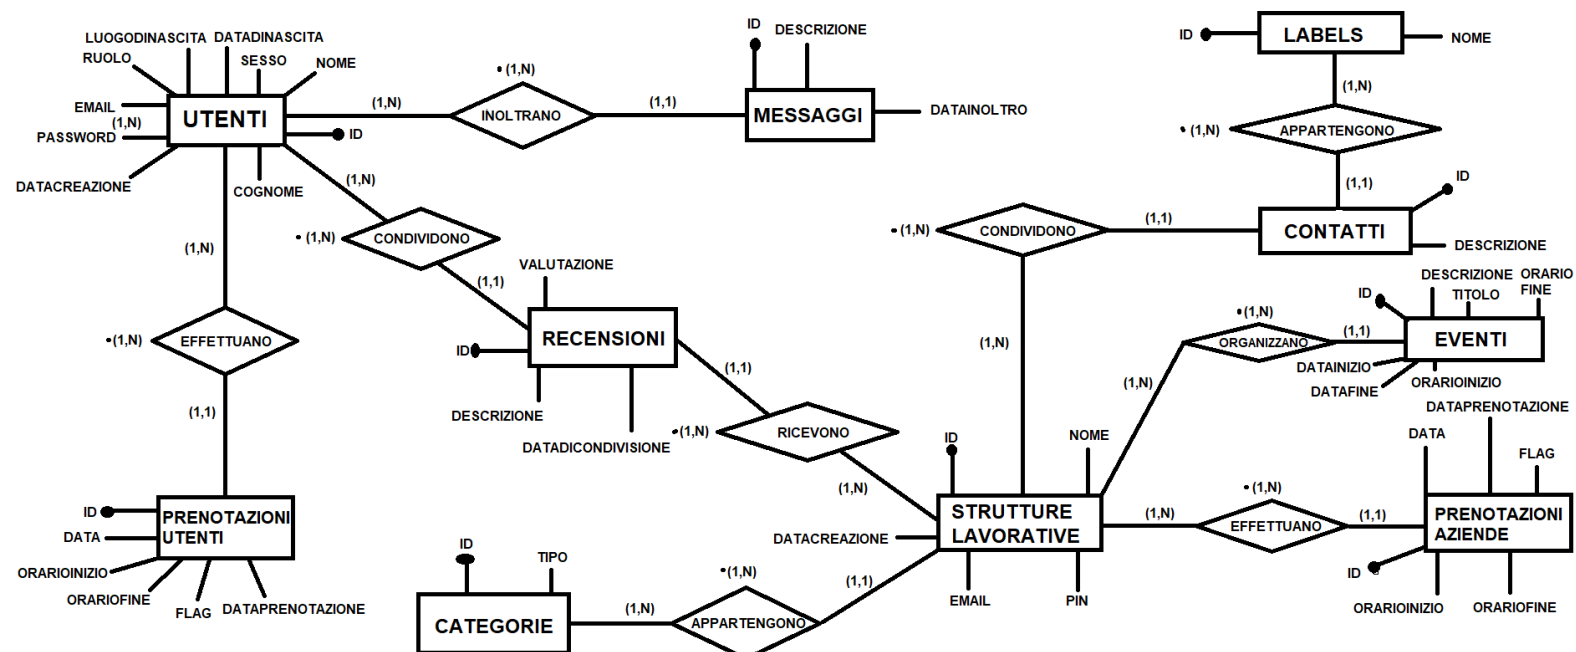 LUOGODINASCITA
DATADINASCITA
RUOLO
SESSO
NOME
EMAIL
(1,N)
PASSWORD
UTENTI
ID
DATACREAZIONE
COGNOME
(1,N)
• (1,N)
INOLTRANO
(1,1)
ID
DESCRIZIONE
MESSAGGI
DATAINOLTRO
ID
LABELS
NOME
(1,N)
• (1,N)
APPARTENGONO
(1,1)
ID
CONTATTI
DESCRIZIONE
(1,N)
• (1,N)
CONDIVIDONO
(1,1)
• (1,N)
CONDIVIDONO
(1,1)
(1,N)
(1,N)
• (1,N)
EFFETTUANO
(1,1)
VALUTAZIONE
RECENSIONI
ID
DESCRIZIONE
DATADICONDIVISIONE
(1,1)
• (1,N)
RICEVONO
(1,N)
DESCRIZIONE
ORARIO
FINE
TITOLO
ID
EVENTI
DATAINIZIO
DATAFINE
ORARIOINIZIO
• (1,N)
ORGANIZZANO
(1,1)
(1,N)
ID
NOME
STRUTTURE
LAVORATIVE
DATACREAZIONE
EMAIL
PIN
(1,N)
• (1,N)
EFFETTUANO
(1,1)
DATAPRENOTAZIONE
DATA
FLAG
PRENOTAZIONI
AZIENDE
ID
ORARIOINIZIO
ORARIOFINE
ID
PRENOTAZIONI
UTENTI
DATA
ORARIOINIZIO
ORARIOFINE
FLAG
DATAPRENOTAZIONE
ID
TIPO
CATEGORIE
(1,N)
• (1,N)
APPARTENGONO
(1,1)